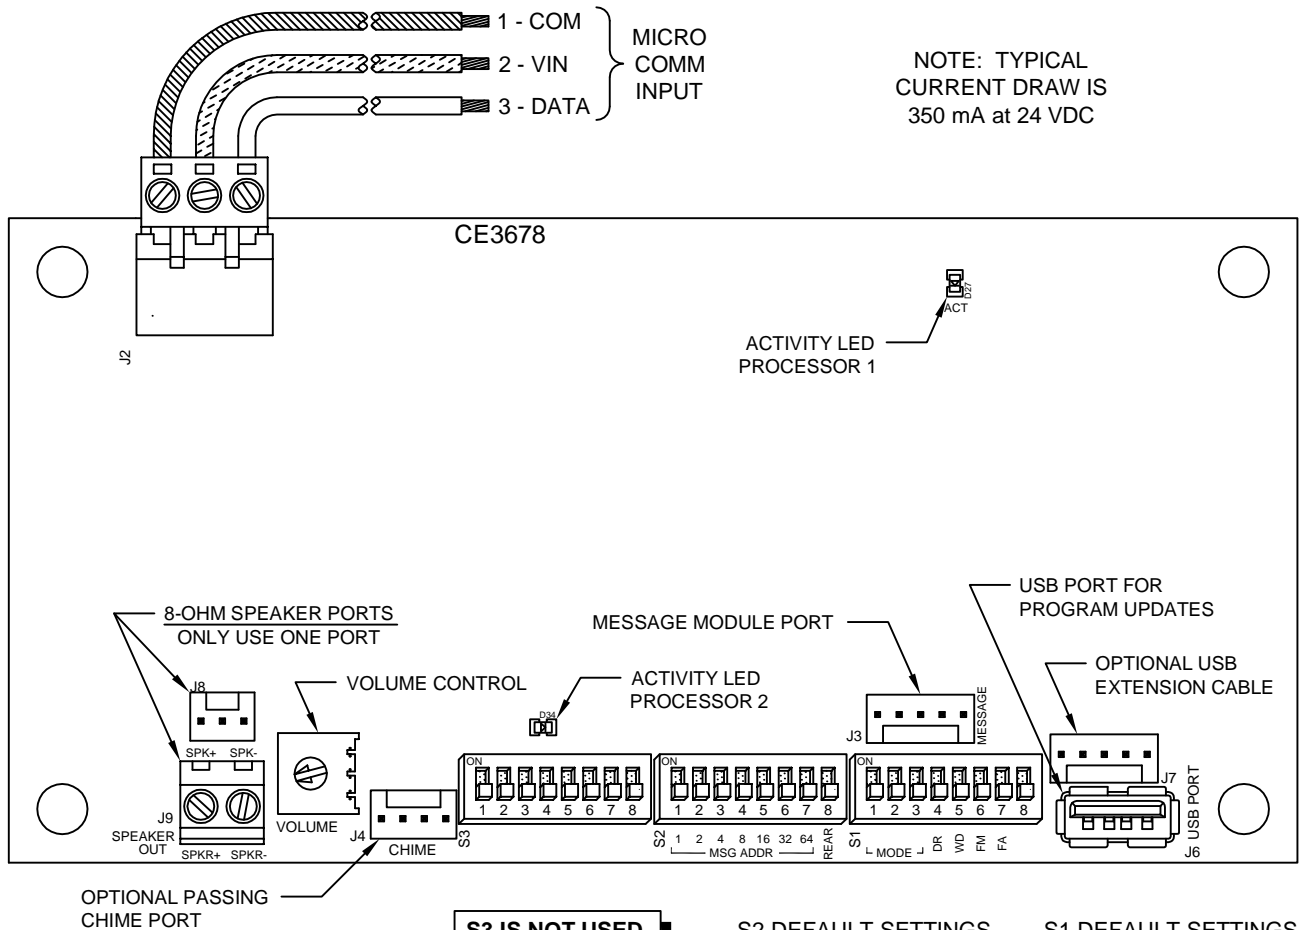 1 - COM
2 - VIN
3 - DATA
MICRO
COMM
INPUT
NOTE: TYPICAL
CURRENT DRAW IS
350 mA at 24 VDC
CE3678
J2
D27
ACT
ACTIVITY LED
PROCESSOR 1
8-OHM SPEAKER PORTS
ONLY USE ONE PORT
VOLUME CONTROL
ACTIVITY LED
PROCESSOR 2
MESSAGE MODULE PORT
USB PORT FOR
PROGRAM UPDATES
OPTIONAL USB
EXTENSION CABLE
J8
SPK+ SPK-
J9
SPEAKER
OUT
SPKR+ SPKR-
VOLUME
J4
CHIME
D34
S3
ON
1 2 3 4 5 6 7 8
S2
ON
1 2 3 4 5 6 7 8
1 2 4 8 16 32 64 REAR
MSG ADDR
J3
MESSAGE
S1
ON
1 2 3 4 5 6 7 8
MODE DR WD FM FA
J7
USB PORT
J6
OPTIONAL PASSING
CHIME PORT
S3 IS NOT USED
S2 DEFAULT SETTINGS
S1 DEFAULT SETTINGS